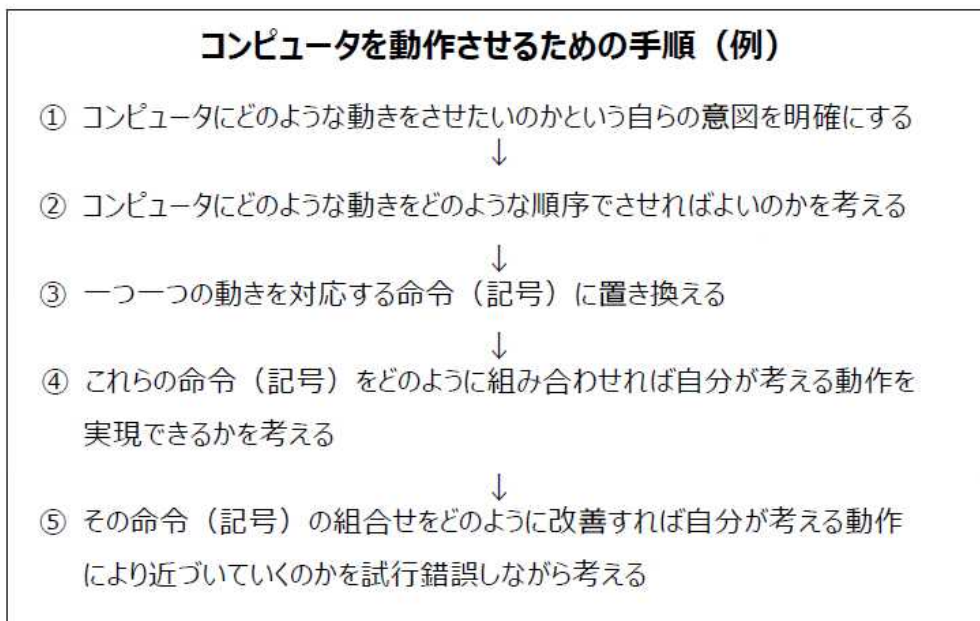 コンピュータを動作させるための手順（例）
① コンピュータにどのような動きをさせたいのかという自らの意図を明確にする
↓
② コンピュータにどのような動きをどのような順序でさせればよいのかを考える
↓
③ 一つ一つの動きを対応する命令（記号）に置き換える
↓
④ これらの命令（記号）をどのように組み合わせれば自分が考える動作を
実現できるかを考える
↓
⑤ その命令（記号）の組合せをどのように改善すれば自分が考える動作
により近づいていくのかを試行錯誤しながら考える